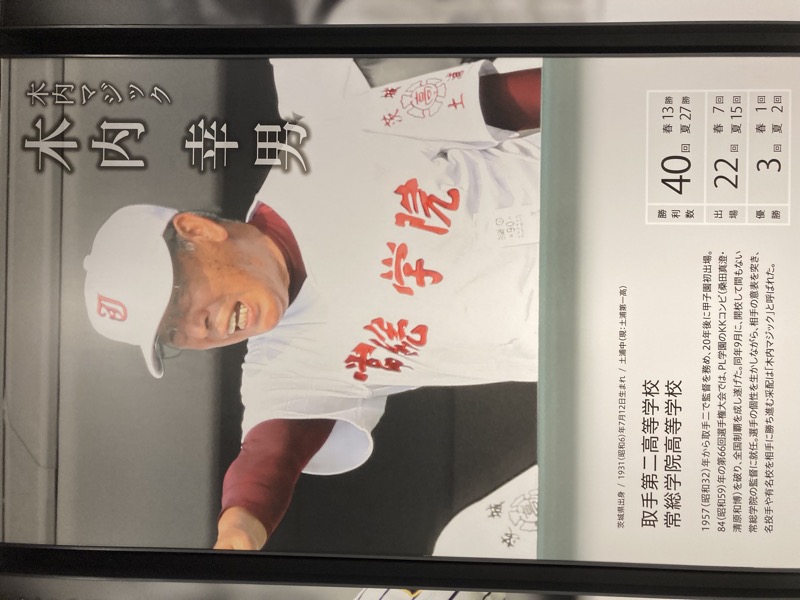 木内マジック
木内 幸男
常総学院
茨城
高
土浦
茨城県出身 / 1931(昭和6)年7月12日生まれ / 土浦中(現:土浦第一高)
取手第二高等学校
常総学院高等学校
1957(昭和32)年から取手二で監督を務め、20年後に甲子園初出場。
84(昭和59)年の第66回選手権大会では、PL学園のKKコンビ(桑田真澄・
清原和博)を破り、全国制覇を成し遂げた。同年9月に、開校して間もない
常総学院の監督に就任。選手の個性を生かしながら、相手の意表を突き、
名投手や有名校を相手に勝ち進む采配は「木内マジック」と呼ばれた。
勝利数 40回 春 13勝 夏 27勝
出場 22回 春 7回 夏 15回
優勝 3回 春 1回 夏 2回